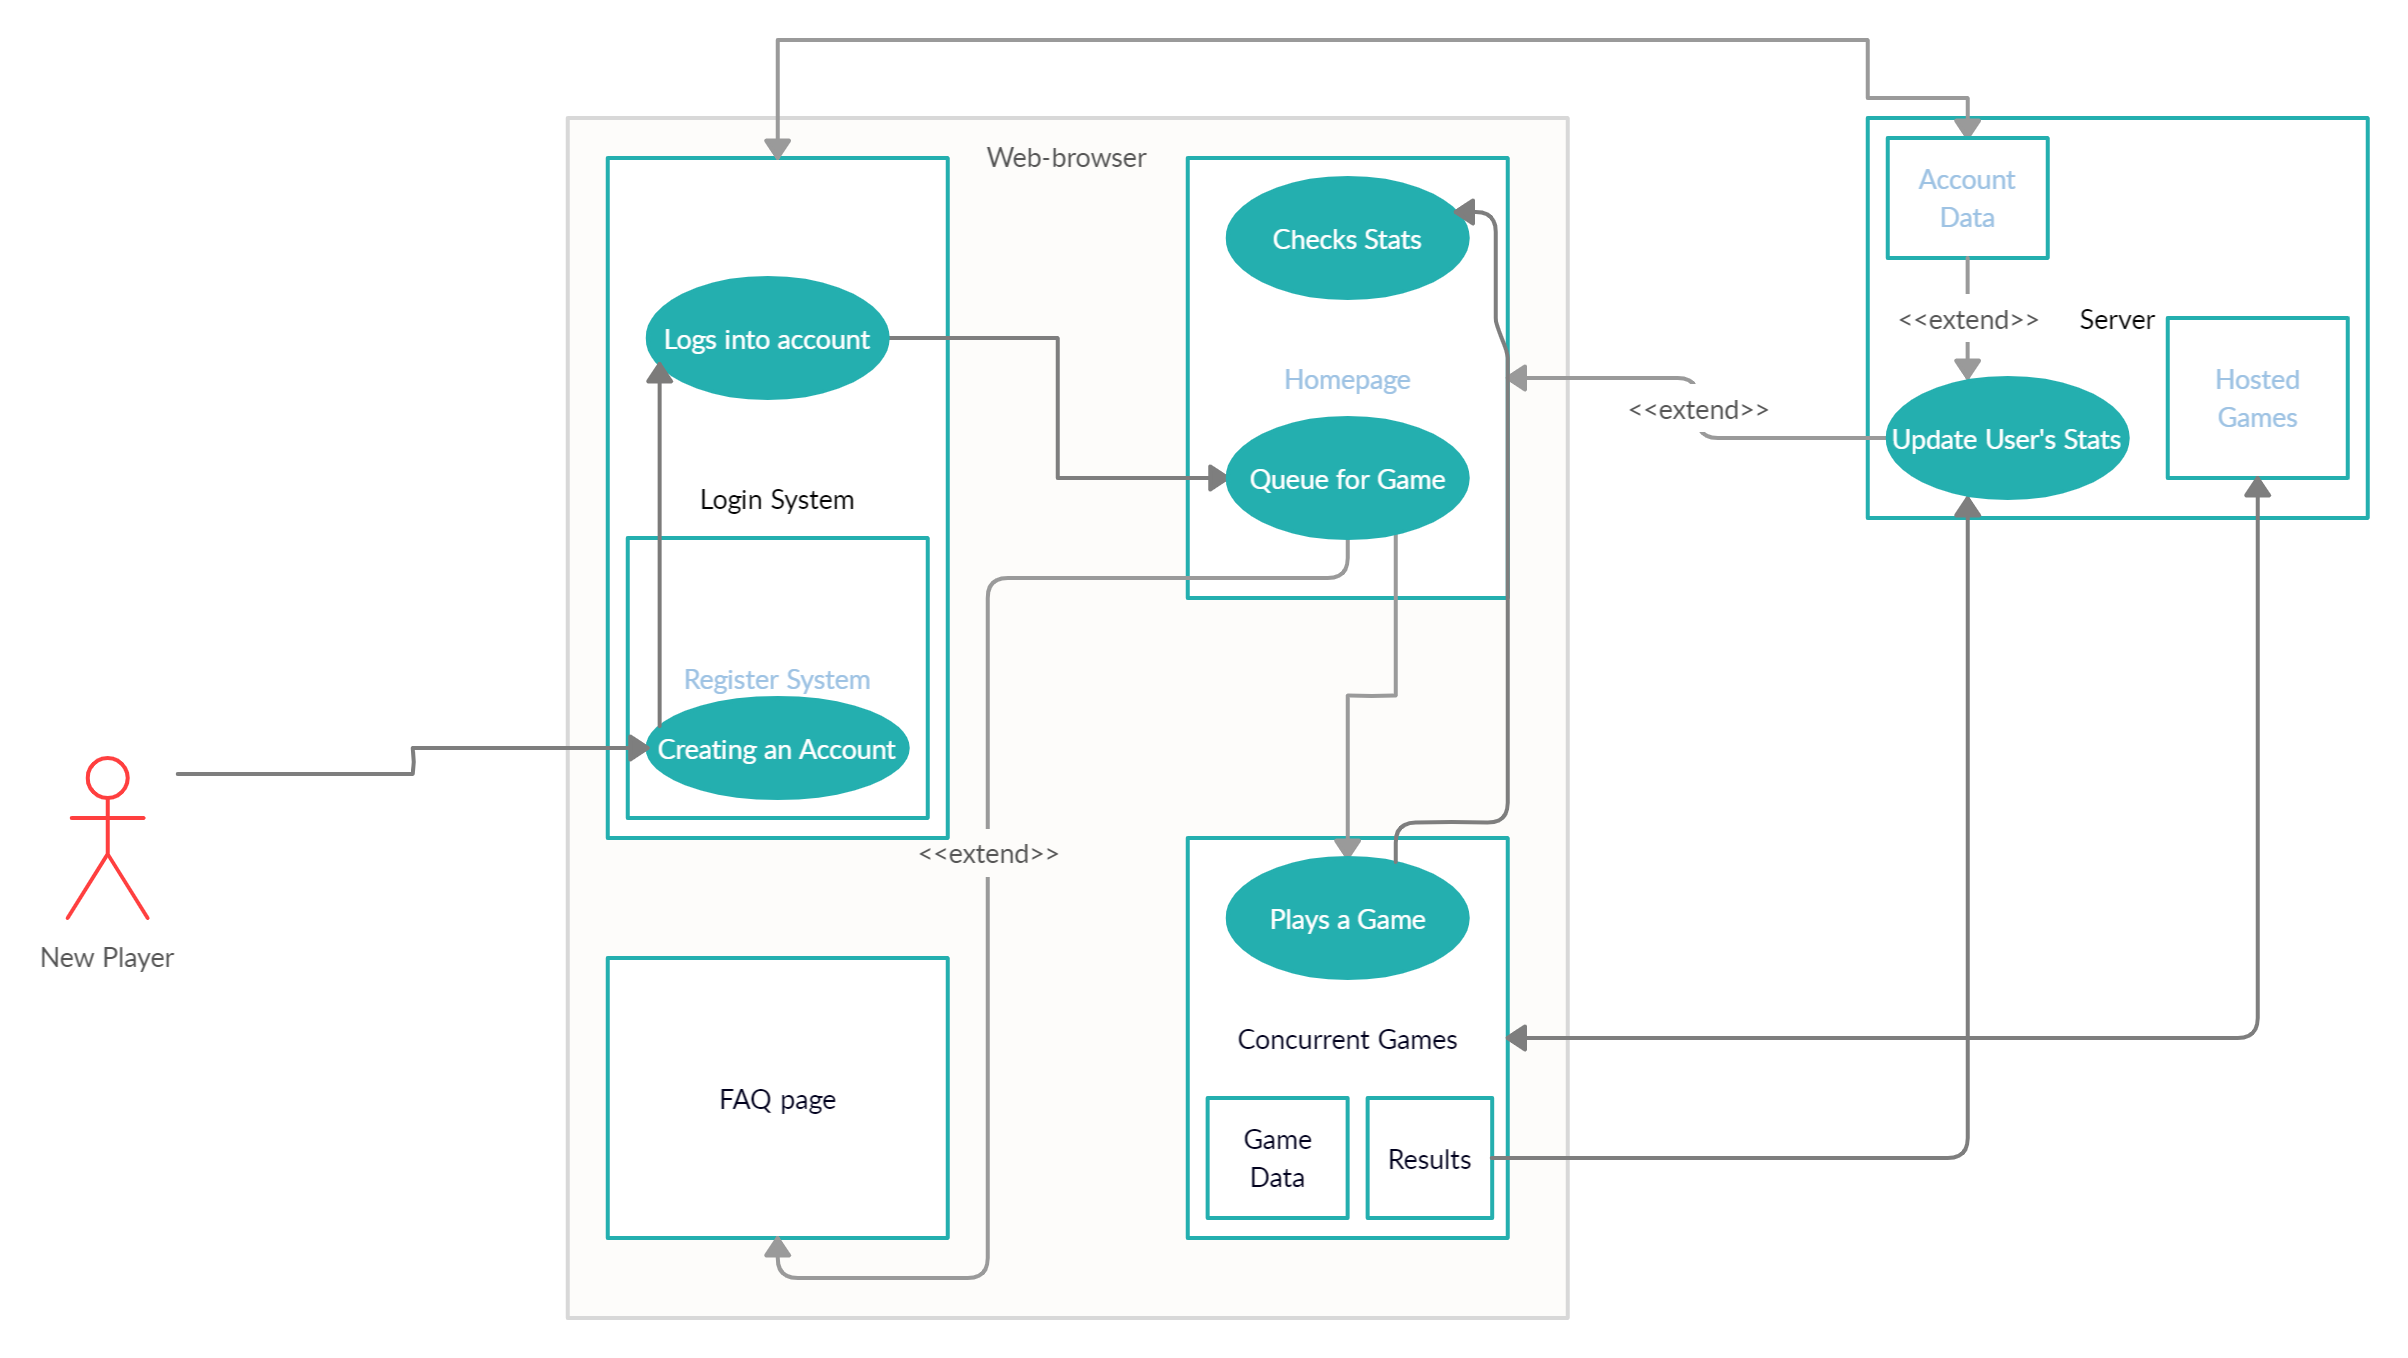 Web-browser
Account
Data
Checks Stats
<<extend>>
Server
Logs into account
Homepage
Hosted
Games
<<extend>>
Update User's Stats
Queue for Game
Login System
Register System
Creating an Account
<<extend>>
New Player
Plays a Game
Concurrent Games
FAQ page
Game
Data
Results